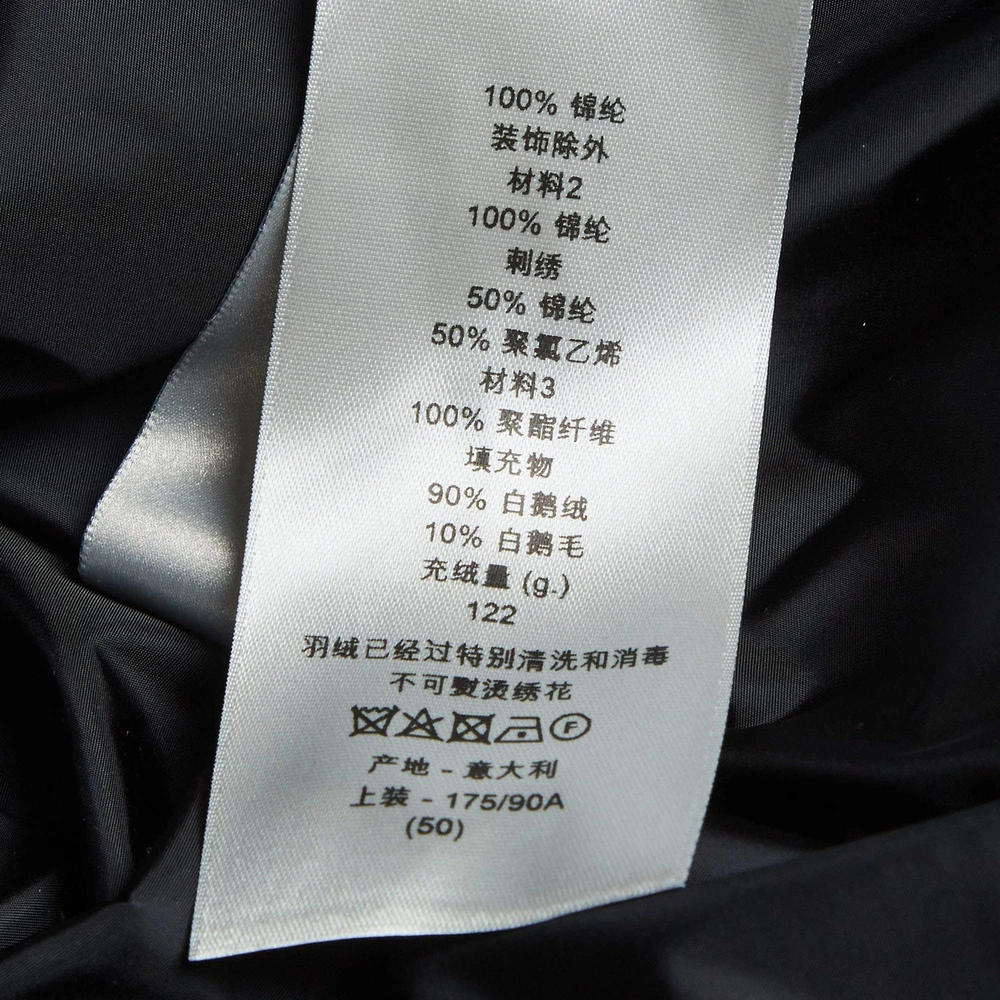 100% 锦纶
装饰除外
材料2
100% 锦纶
刺绣
50% 锦纶
50% 聚氯乙烯
材料3
100% 聚酯纤维
填充物
90% 白鹅绒
10% 白鹅毛
充绒量 (g.)
122
羽绒已经过特别清洗和消毒
不可熨烫绣花
F
产地 - 意大利
上装 - 175/90A
(50)